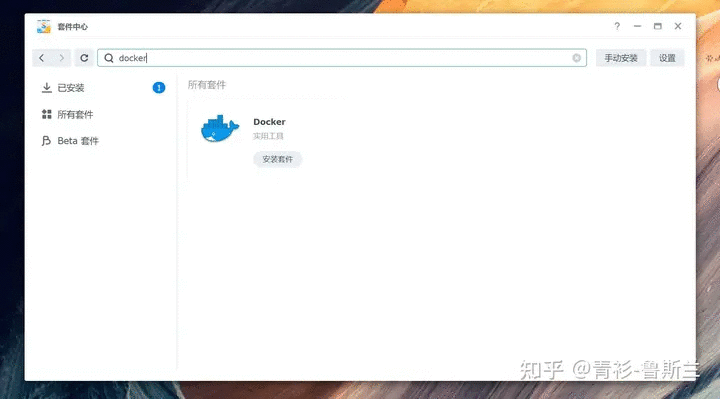 套件中心
docker
手动安装
设置
已安装
1
所有套件
Beta 套件
所有套件
Docker
实用工具
安装套件
知乎 @青衫-鲁斯兰